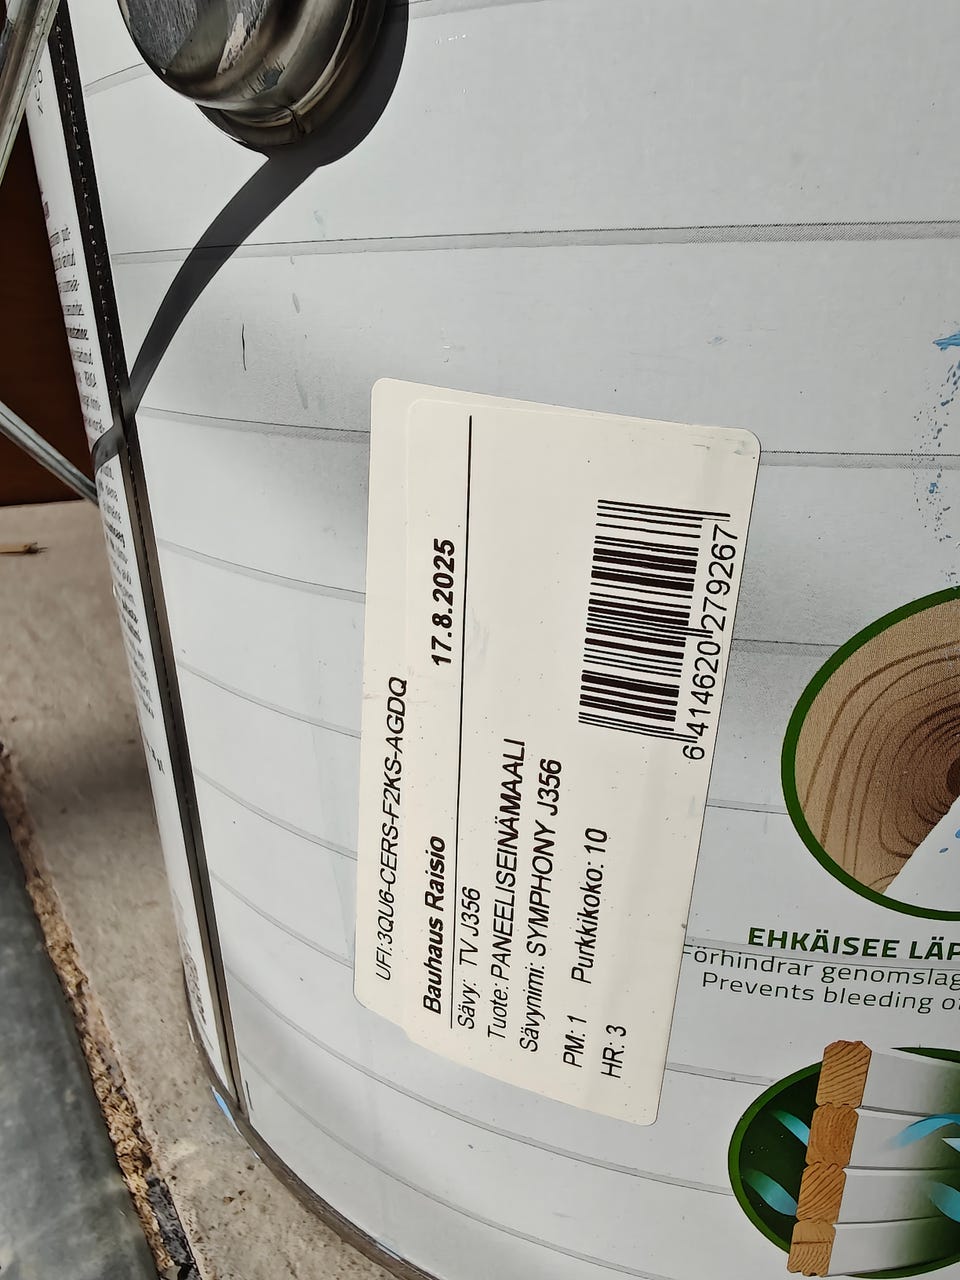 UFI:3QU6-CERS-F2KS-AGDQ
Bauhaus Raisio 17.8.2025
Sävy: TV J356
Tuote: PANEELISEINÄMAALI
Sävynimi: SYMPHONY J356
PM: 1 Purkkikoko: 10
HR: 3
6 414620 279267
EHKÄISEE LÄP
Förhindrar genomslag
Prevents bleeding o